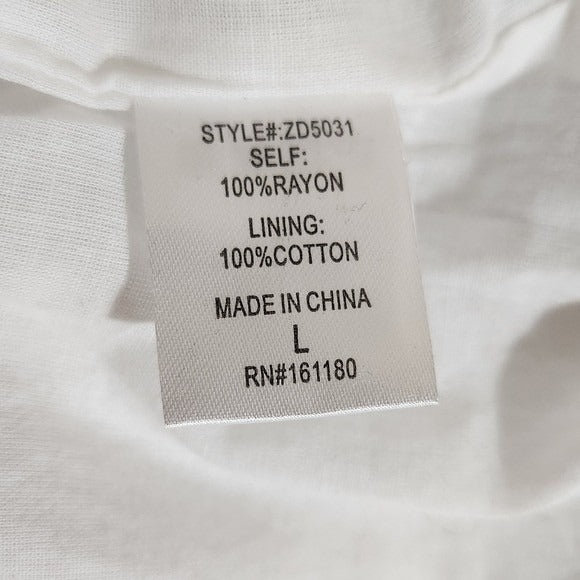 STYLE#:ZD5031
SELF:
100%RAYON
LINING:
100%COTTON
MADE IN CHINA
L
RN#161180